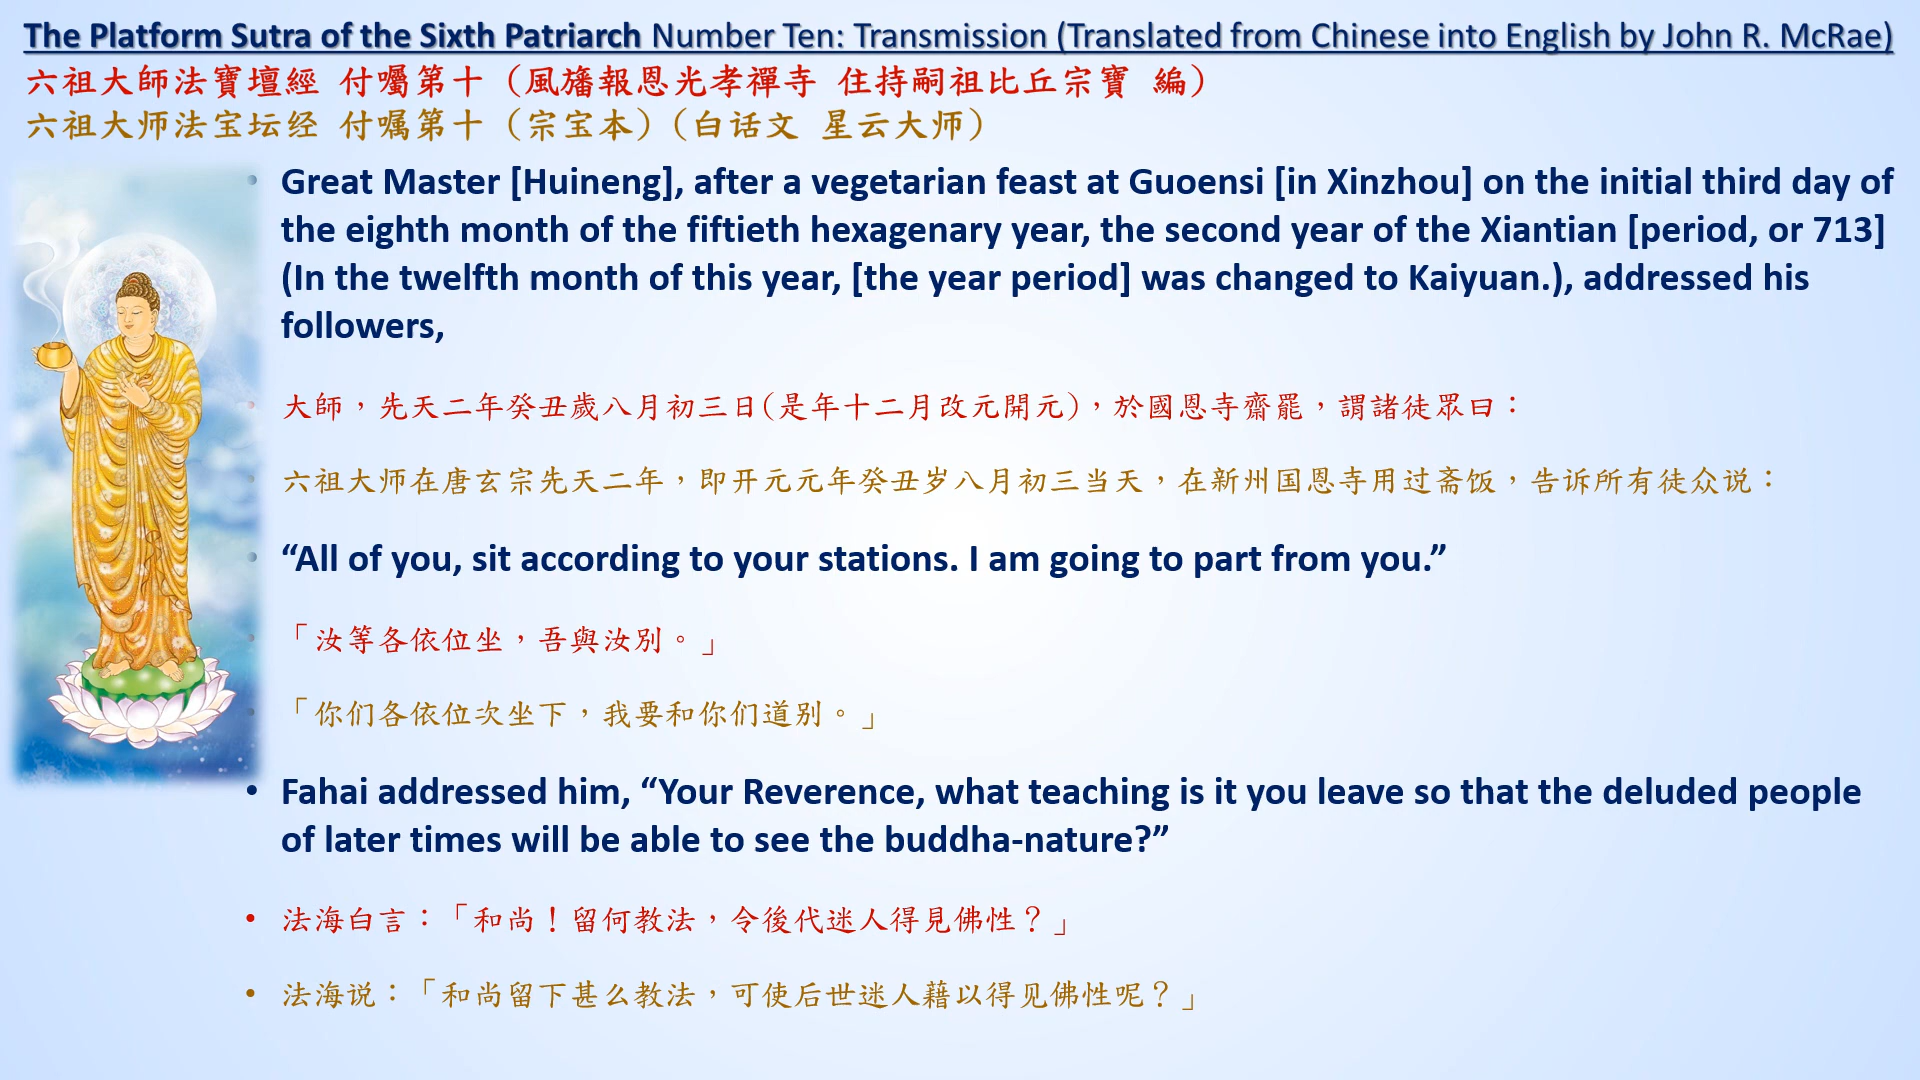 The Platform Sutra of the Sixth Patriarch Number Ten: Transmission (Translated from Chinese into English by John R. McRae)
六祖大師法寶壇經 付囑第十（風旛報恩光孝禪寺 住持嗣祖比丘宗寶 編）
六祖大师法宝坛经 付嘱第十（宗宝本）（白话文 星云大师）
• Great Master [Huineng], after a vegetarian feast at Guoensi [in Xinzhou] on the initial third day of
the eighth month of the fiftieth hexagenary year, the second year of the Xiantian [period, or 713]
(In the twelfth month of this year, [the year period] was changed to Kaiyuan.), addressed his
followers,
• 大師，先天二年癸丑歲八月初三日(是年十二月改元開元)，於國恩寺齋罷，謂諸徒眾曰：
• 六祖大师在唐玄宗先天二年，即开元元年癸丑岁八月初三当天，在新州国恩寺用过斋饭，告诉所有徒众说：
• “All of you, sit according to your stations. I am going to part from you.”
• 「汝等各依位坐，吾與汝別。」
• 「你们各依位次坐下，我要和你们道别。」
• Fahai addressed him, “Your Reverence, what teaching is it you leave so that the deluded people
of later times will be able to see the buddha-nature?”
• 法海白言：「和尚！留何教法，令後代迷人得見佛性？」
• 法海说：「和尚留下甚么教法，可使后世迷人藉以得见佛性呢？」